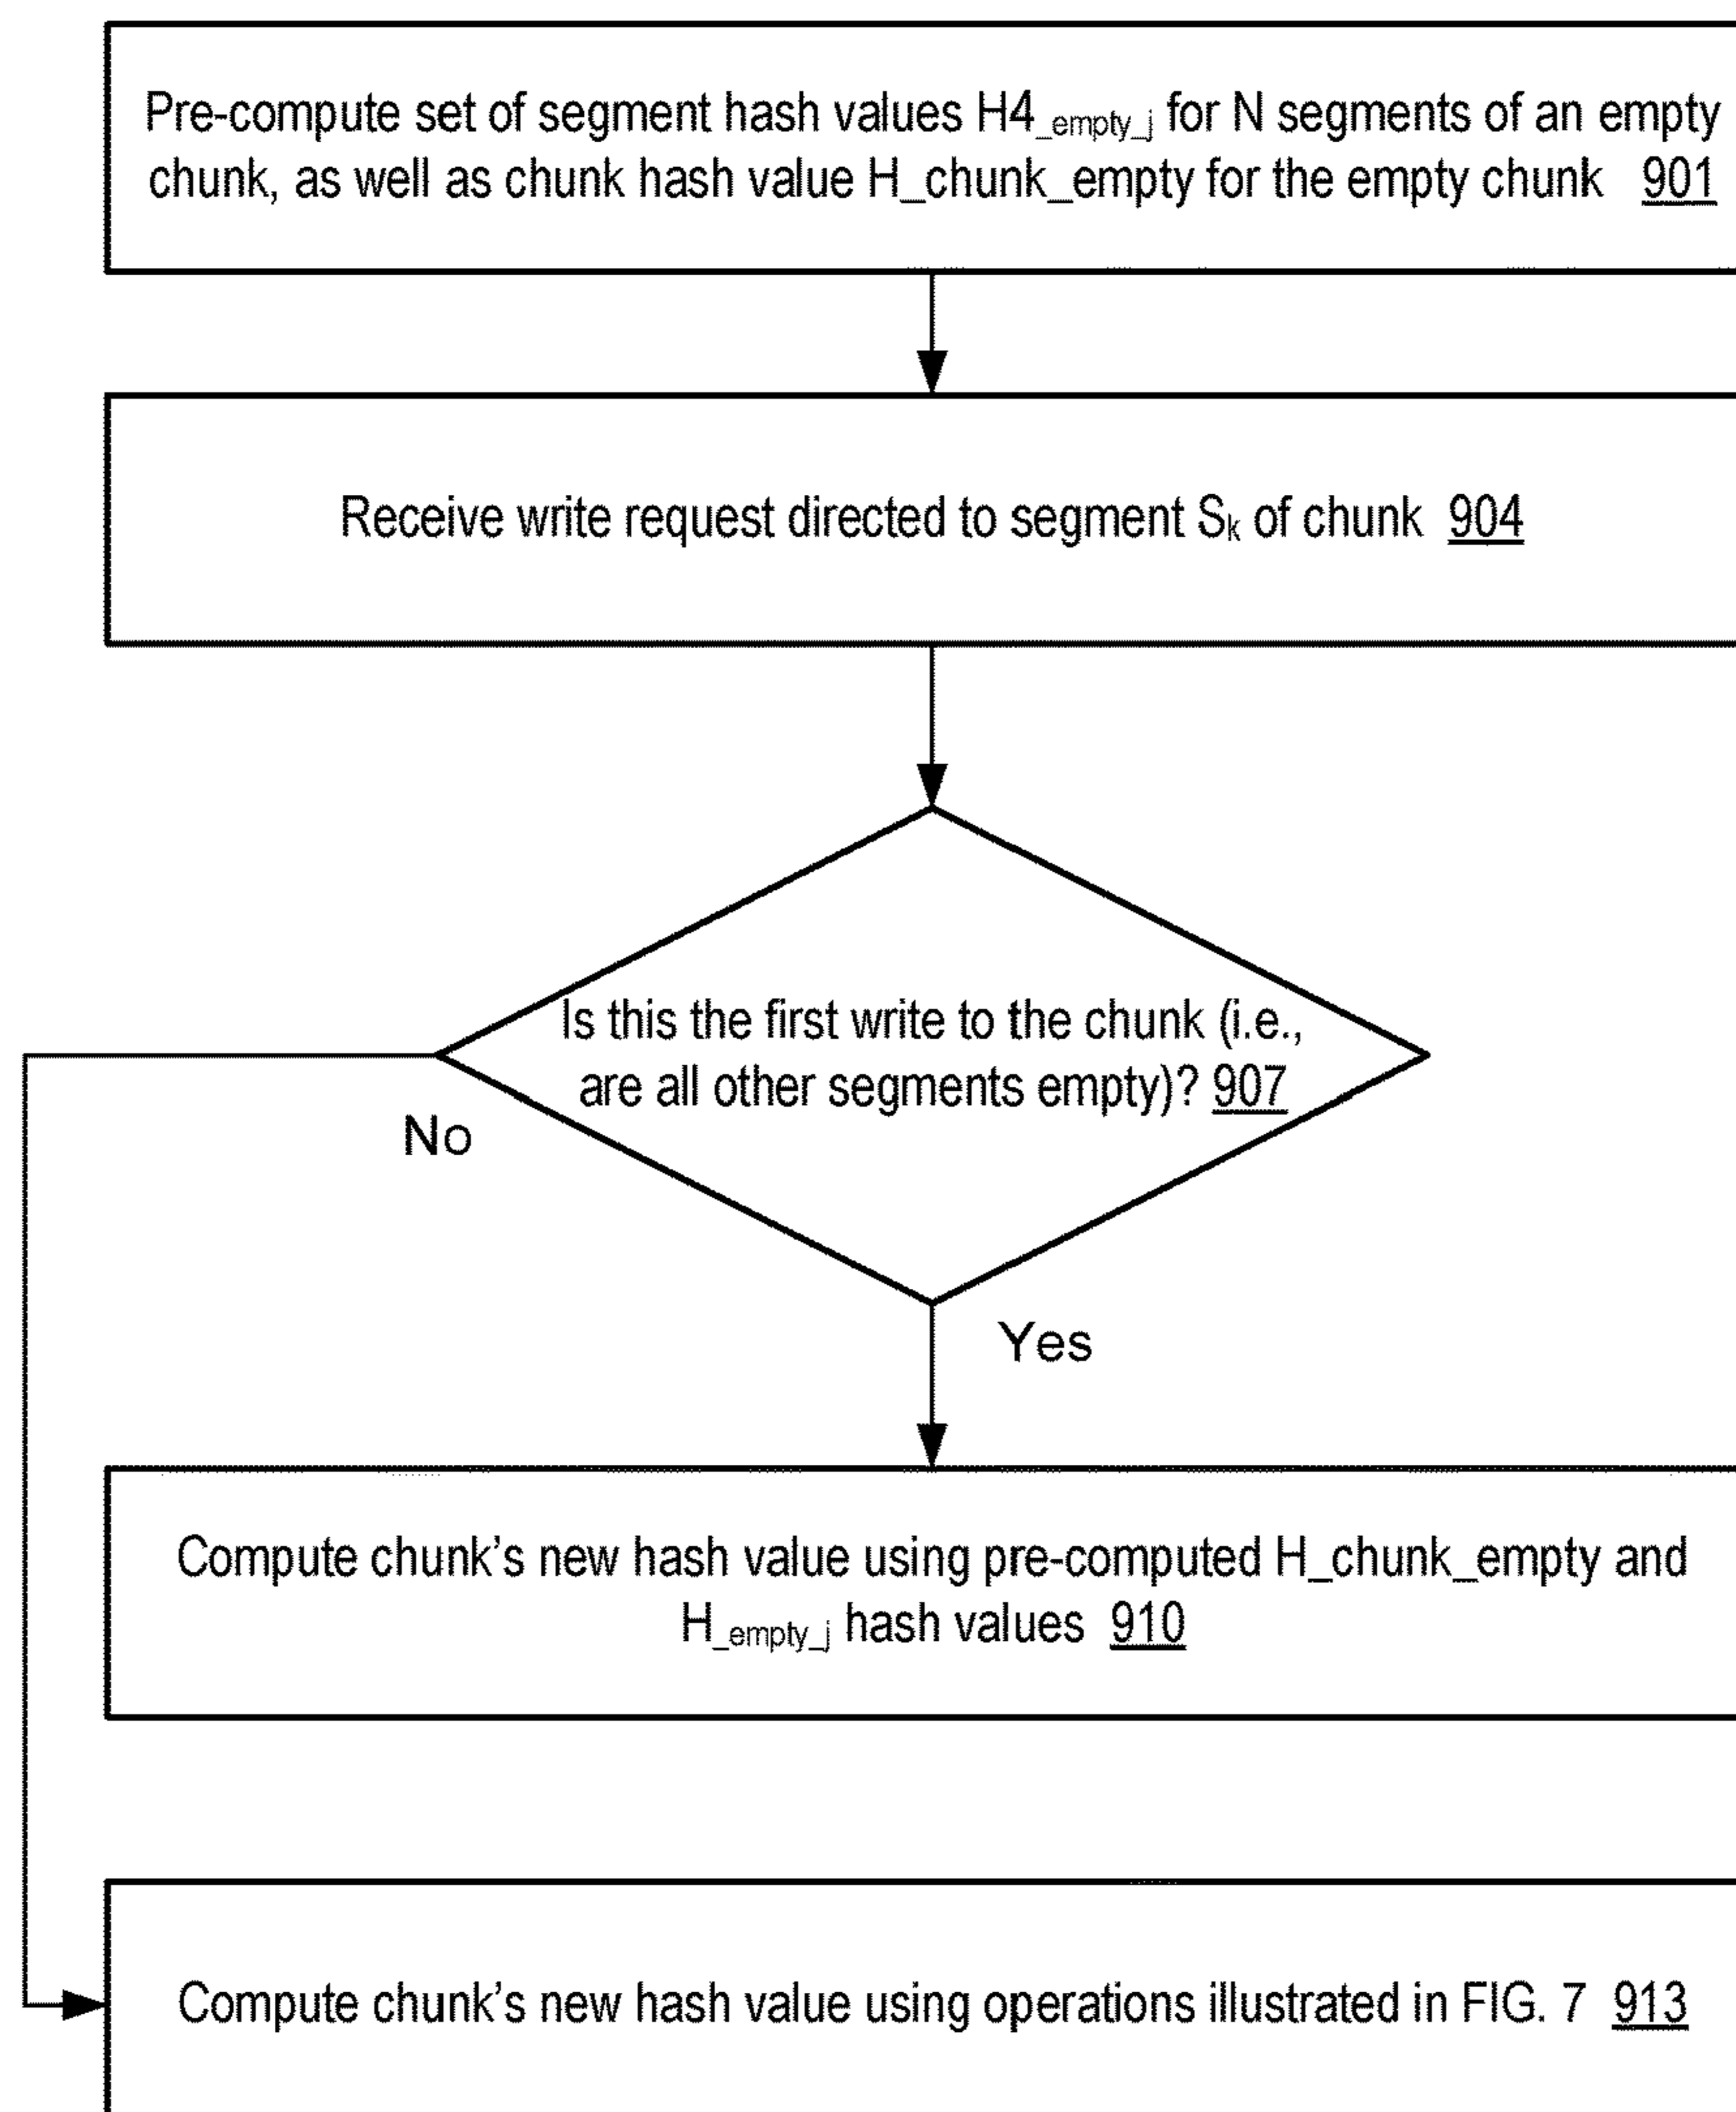 Pre-compute set of segment hash values H4_empty_j for N segments of an empty
chunk, as well as chunk hash value H_chunk_empty for the empty chunk 901
Receive write request directed to segment Sk of chunk 904
Is this the first write to the chunk (i.e.,
are all other segments empty)? 907
No
Yes
Compute chunk's new hash value using pre-computed H_chunk_empty and
H_empty_j hash values 910
Compute chunk's new hash value using operations illustrated in FIG. 7 913